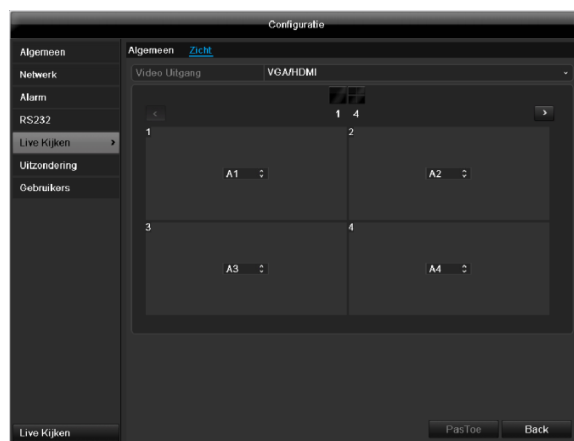 Configuratie
Algemeen
Netwerk
Alarm
RS232
Live Kijken
Uitzondering
Gebruikers
Live Kijken
Algemeen Zicht
Video Uitgang VGA/HDMI
1 4
1 2
A1 A2
3 4
A3 A4
PasToe Back